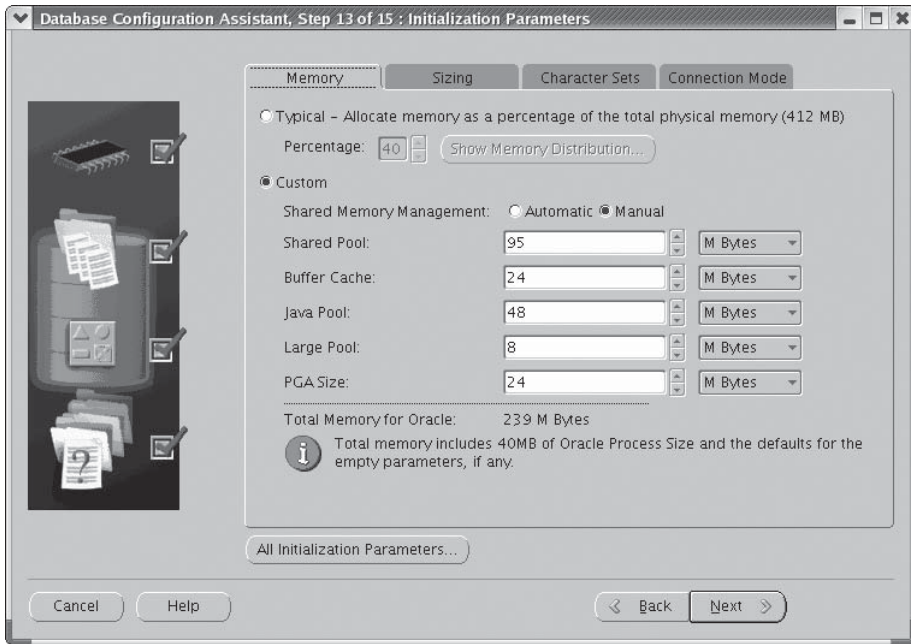 Database Configuration Assistant, Step 13 of 15 : Initialization Parameters
Memory Sizing Character Sets Connection Mode
Typical – Allocate memory as a percentage of the total physical memory (412 MB)
Percentage: 40 Show Memory Distribution...
Custom
Shared Memory Management: Automatic Manual
Shared Pool: 95 M Bytes
Buffer Cache: 24 M Bytes
Java Pool: 48 M Bytes
Large Pool: 8 M Bytes
PGA Size: 24 M Bytes
Total Memory for Oracle: 239 M Bytes
Total memory includes 40MB of Oracle Process Size and the defaults for the
empty parameters, if any.
All Initialization Parameters...
Cancel Help Back Next